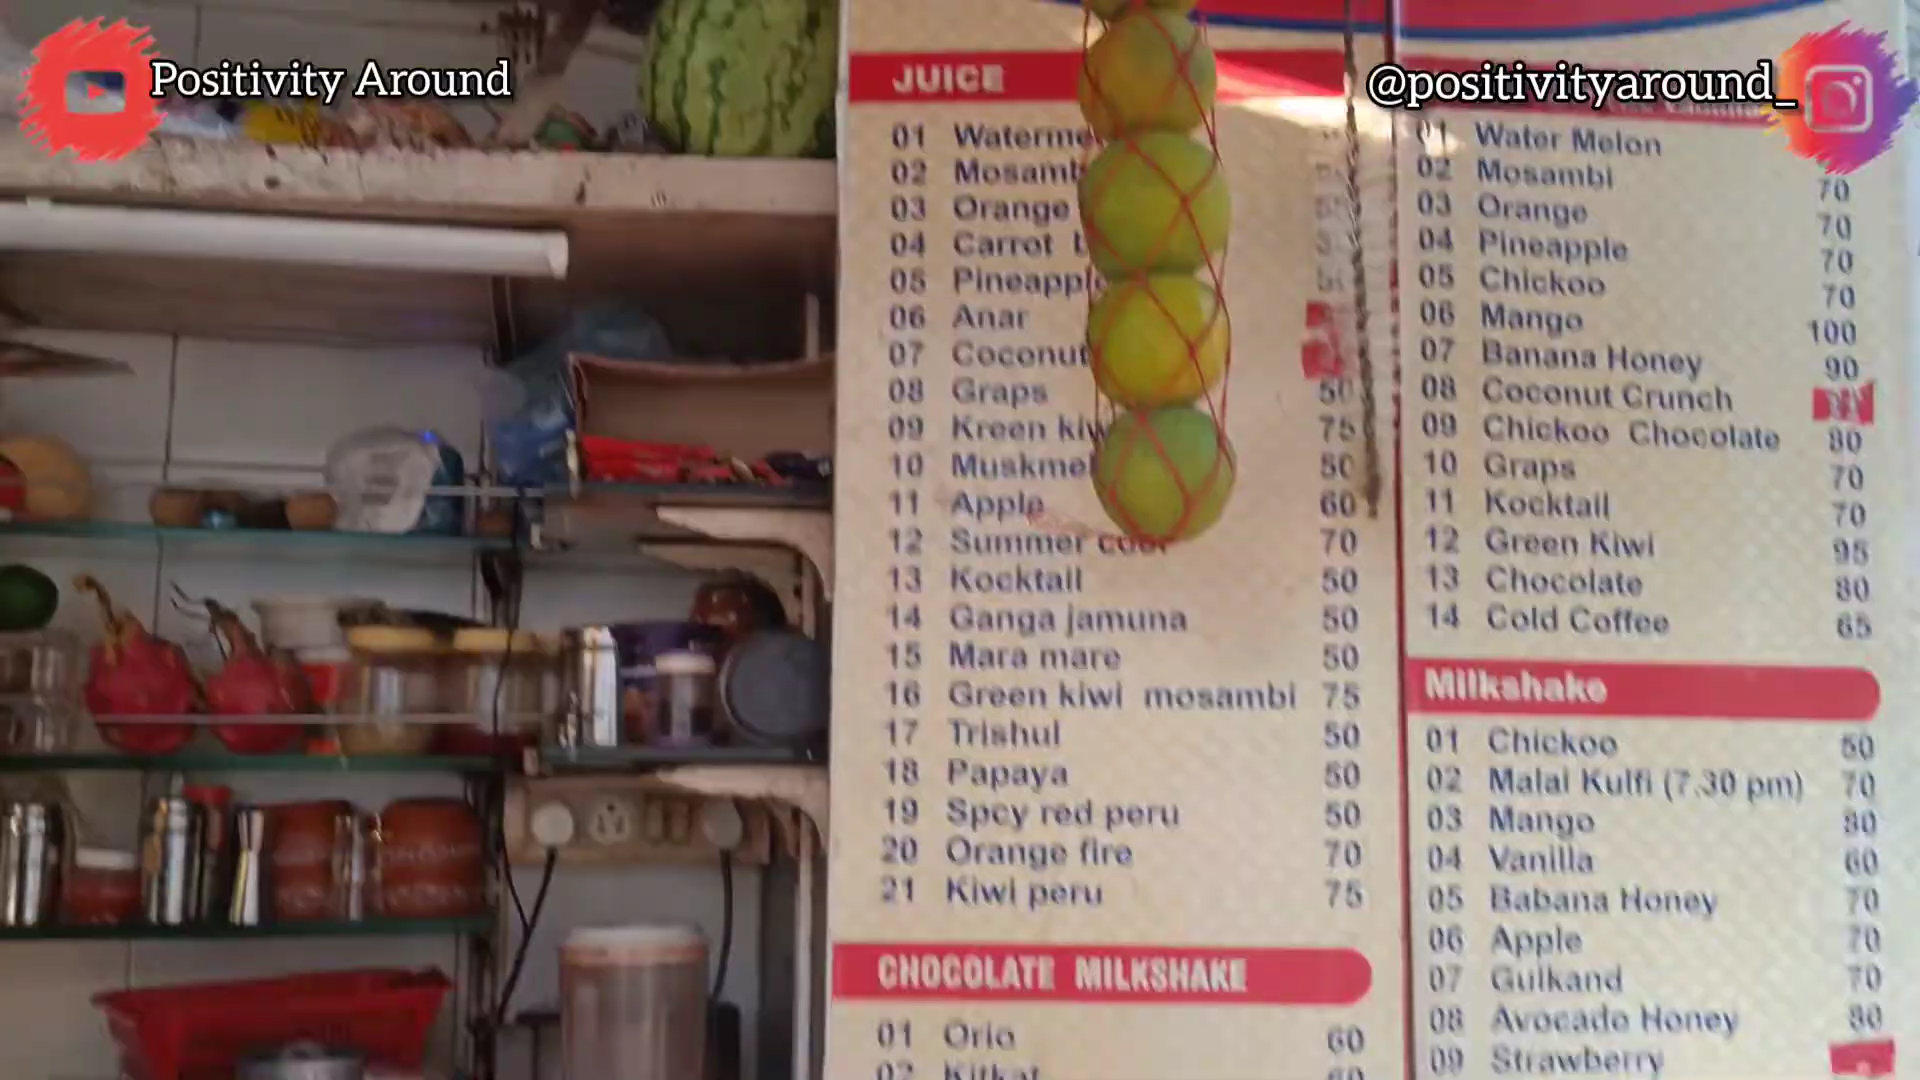 Positivity Around
@positivityaround_
JUICE
01 Waterme
02 Mosamb
03 Orange
04 Carrot b
05 Pineapple
06 Anar
07 Coconut
08 Graps 50
09 Kreen kiw 75
10 Muskmel 50
11 Apple 60
12 Summer cool 70
13 Kocktail 50
14 Ganga jamuna 50
15 Mara mare 50
16 Green kiwi mosambi 75
17 Trishul 50
18 Papaya 50
19 Spcy red peru 50
20 Orange fire 70
21 Kiwi peru 75
CHOCOLATE MILKSHAKE
01 Orio 60
02 Kitkat 60
01 Water Melon 70
02 Mosambi 70
03 Orange 70
04 Pineapple 70
05 Chickoo 100
06 Mango 90
07 Banana Honey
08 Coconut Crunch 80
09 Chickoo Chocolate 70
10 Graps 70
11 Kocktail 95
12 Green Kiwi 80
13 Chocolate 65
14 Cold Coffee
Milkshake
01 Chickoo 50
02 Malai Kulfi (7.30 pm) 70
03 Mango 80
04 Vanilla 60
05 Babana Honey 70
06 Apple 70
07 Gulkand 70
08 Avocado Honey 80
09 Strawberry